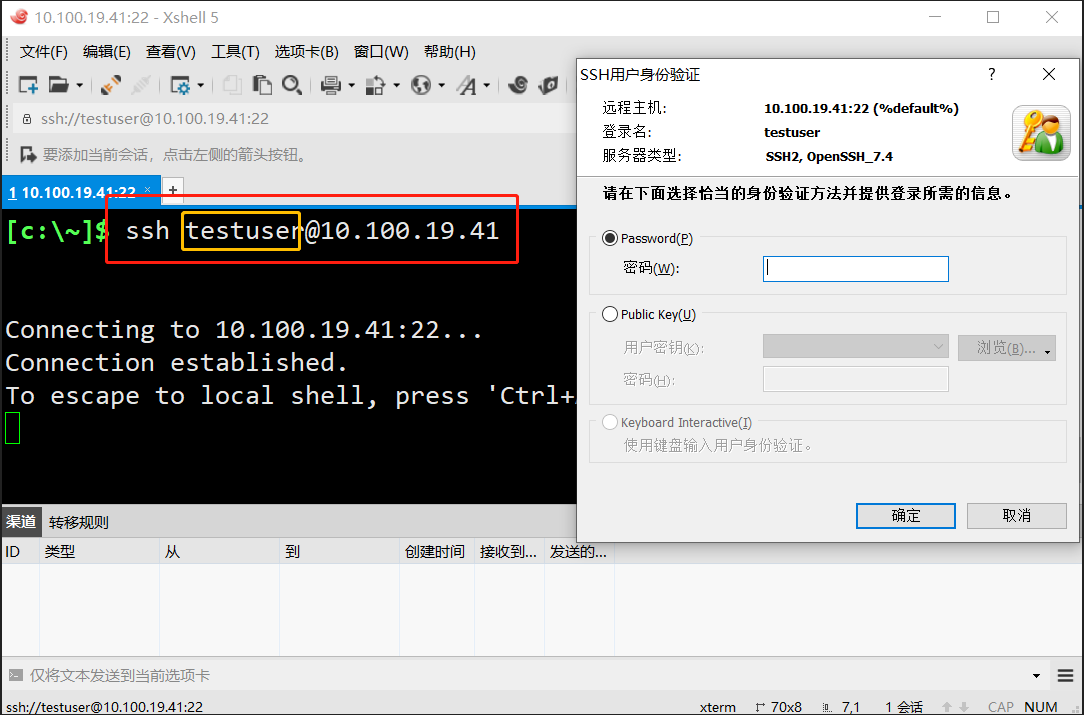 10.100.19.41:22 - Xshell 5
文件(F) 编辑(E) 查看(V) 工具(T) 选项卡(B) 窗口(W) 帮助(H)
ssh://testuser@10.100.19.41:22
要添加当前会话，点击左侧的箭头按钮。
1 10.100.19.41:22 × +
[c:\~]$ ssh testuser@10.100.19.41
Connecting to 10.100.19.41:22...
Connection established.
To escape to local shell, press 'Ctrl+
SSH用户身份验证 ?
远程主机: 10.100.19.41:22 (%default%)
登录名: testuser
服务器类型: SSH2, OpenSSH_7.4
请在下面选择恰当的身份验证方法并提供登录所需的信息。
Password(P)
密码(W):
Public Key(U)
用户密钥(K): 浏览(B)...
密码(H):
Keyboard Interactive(I)
使用键盘输入用户身份验证。
确定 取消
渠道 转移规则
ID 类型 从 到 创建时间 接收到... 发送的...
仅将文本发送到当前选项卡
ssh://testuser@10.100.19.41:22 xterm 70x8 7,1 1 会话 CAP NUM